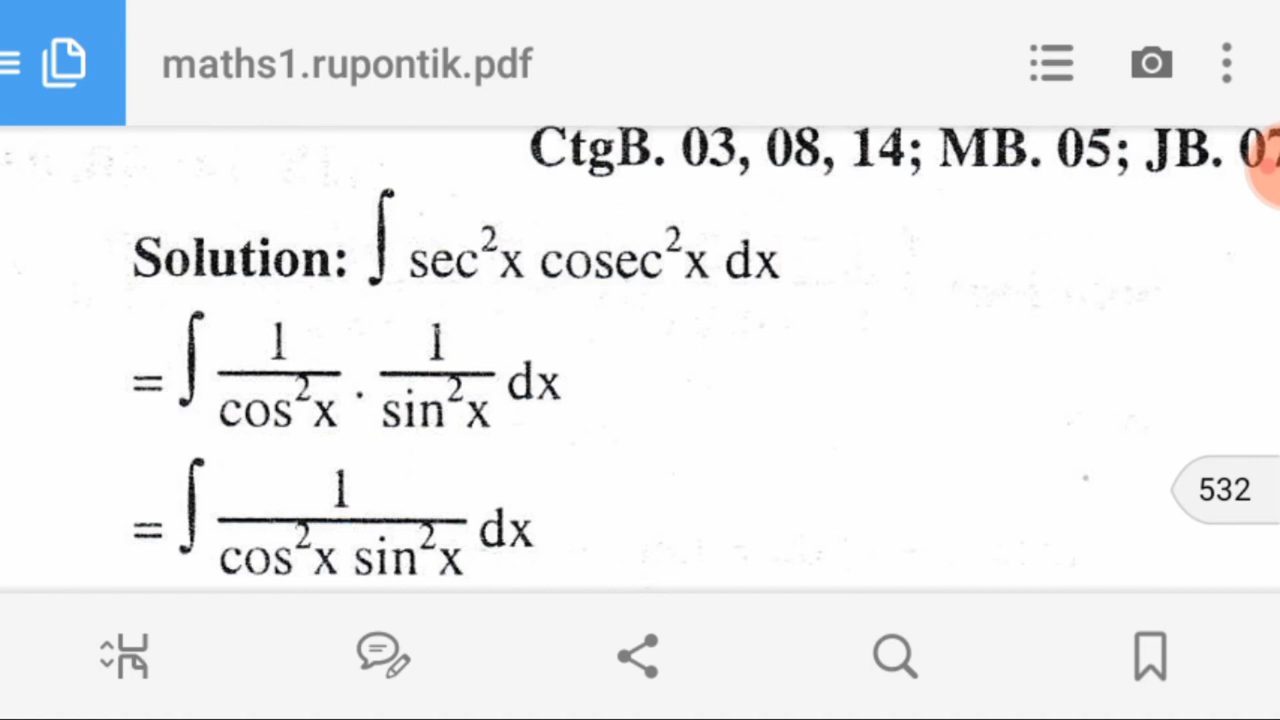 maths1.rupontik.pdf
CtgB. 03, 08, 14; MB. 05; JB. 07
Solution: ∫ sec²x cosec²x dx
= ∫ 1/cos²x · 1/sin²x dx
532
= ∫ 1/cos²x sin²x dx